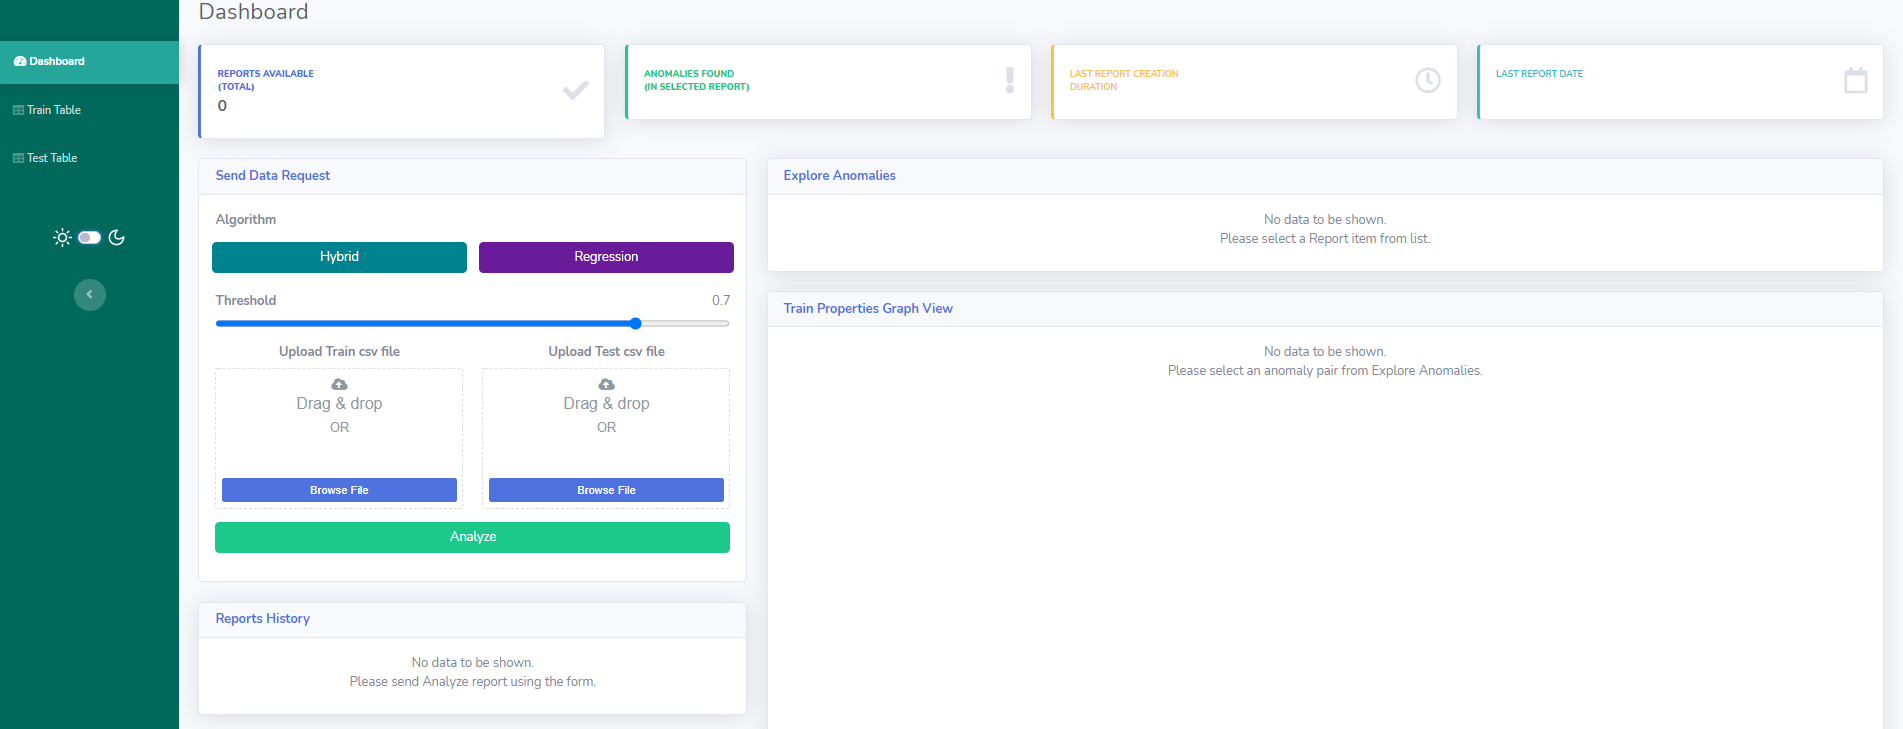 Dashboard
Train Table
Test Table
Dashboard
REPORTS AVAILABLE
(TOTAL)
0
ANOMALIES FOUND
(IN SELECTED REPORT)
LAST REPORT CREATION
DURATION
LAST REPORT DATE
Send Data Request
Algorithm
Hybrid
Regression
Threshold
0.7
Upload Train csv file
Drag & drop
OR
Browse File
Upload Test csv file
Drag & drop
OR
Browse File
Analyze
Reports History
No data to be shown.
Please send Analyze report using the form.
Explore Anomalies
No data to be shown.
Please select a Report item from list.
Train Properties Graph View
No data to be shown.
Please select an anomaly pair from Explore Anomalies.